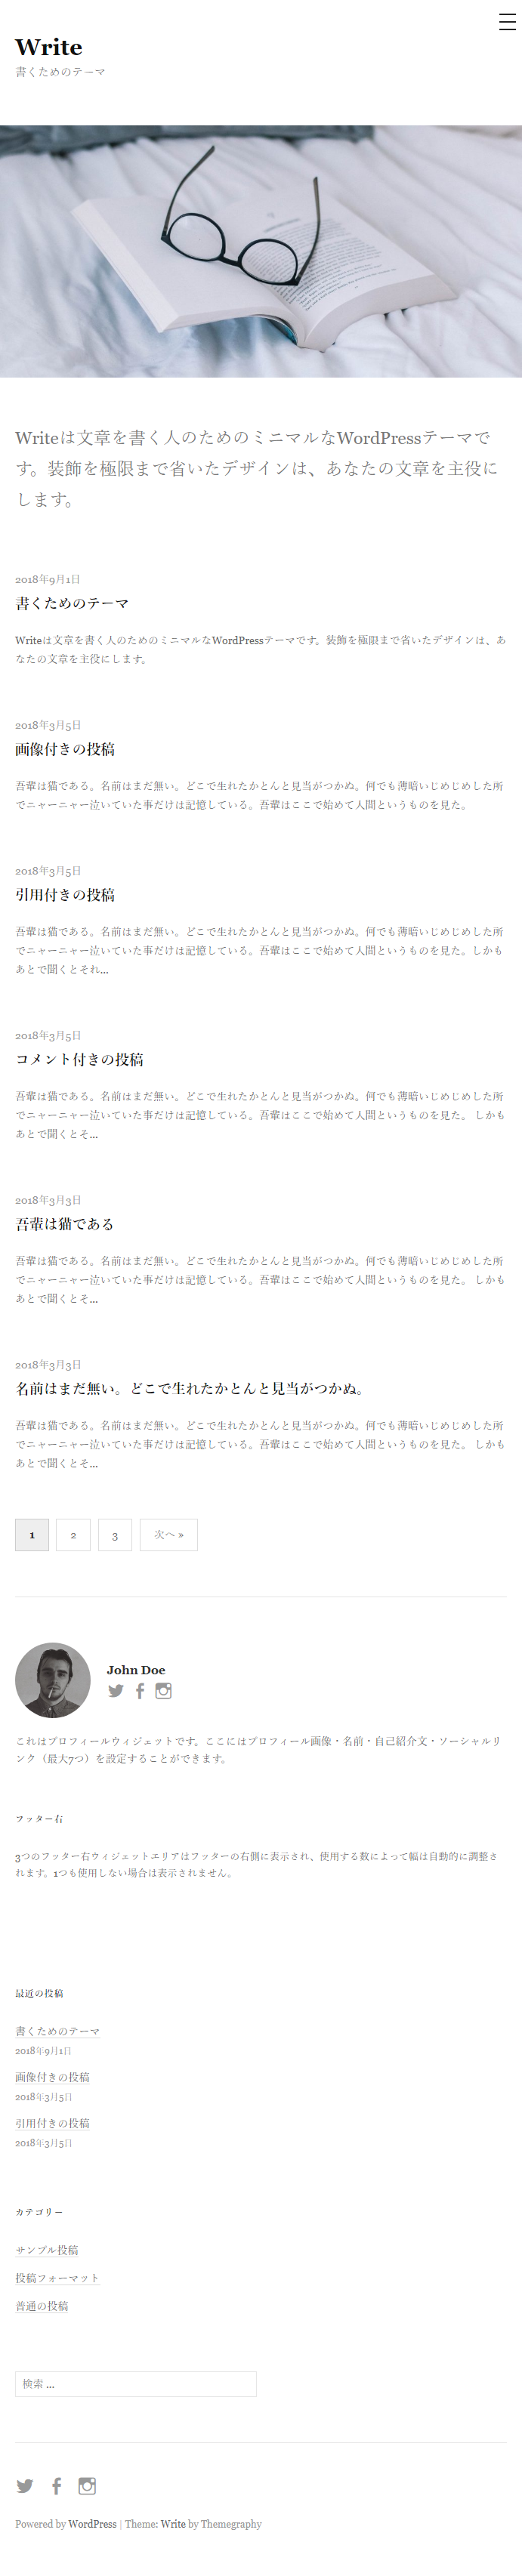 Write
書くためのテーマ
Writeは文章を書く人のためのミニマルなWordPressテーマで
す。装飾を極限まで省いたデザインは、あなたの文章を主役に
します。
2018年9月1日
書くためのテーマ
Writeは文章を書く人のためのミニマルなWordPressテーマです。装飾を極限まで省いたデザインは、あ
なたの文章を主役にします。
2018年3月5日
画像付きの投稿
吾輩は猫である。名前はまだ無い。どこで生れたかとんと見当がつかぬ。何でも薄暗いじめじめした所
でニャーニャー泣いていた事だけは記憶している。吾輩はここで始めて人間というものを見た。
2018年3月5日
引用付きの投稿
吾輩は猫である。名前はまだ無い。どこで生れたかとんと見当がつかぬ。何でも薄暗いじめじめした所
でニャーニャー泣いていた事だけは記憶している。吾輩はここで始めて人間というものを見た。しかも
あとで聞くとそれ...
2018年3月5日
コメント付きの投稿
吾輩は猫である。名前はまだ無い。どこで生れたかとんと見当がつかぬ。何でも薄暗いじめじめした所
でニャーニャー泣いていた事だけは記憶している。吾輩はここで始めて人間というものを見た。 しかも
あとで聞くとそ...
2018年3月3日
吾輩は猫である
吾輩は猫である。名前はまだ無い。どこで生れたかとんと見当がつかぬ。何でも薄暗いじめじめした所
でニャーニャー泣いていた事だけは記憶している。吾輩はここで始めて人間というものを見た。 しかも
あとで聞くとそ...
2018年3月3日
名前はまだ無い。どこで生れたかとんと見当がつかぬ。
吾輩は猫である。名前はまだ無い。どこで生れたかとんと見当がつかぬ。何でも薄暗いじめじめした所
でニャーニャー泣いていた事だけは記憶している。吾輩はここで始めて人間というものを見た。 しかも
あとで聞くとそ...
1 2 3 次へ »
John Doe
これはプロフィールウィジェットです。ここにはプロフィール画像・名前・自己紹介文・ソーシャルリ
ンク（最大7つ）を設定することができます。
フッター右
3つのフッター右ウィジェットエリアはフッターの右側に表示され、使用する数によって幅は自動的に調整さ
れます。1つも使用しない場合は表示されません。
最近の投稿
書くためのテーマ
2018年9月1日
画像付きの投稿
2018年3月5日
引用付きの投稿
2018年3月5日
カテゴリー
サンプル投稿
投稿フォーマット
普通の投稿
検索 ...
Powered by WordPress | Theme: Write by Themegraphy